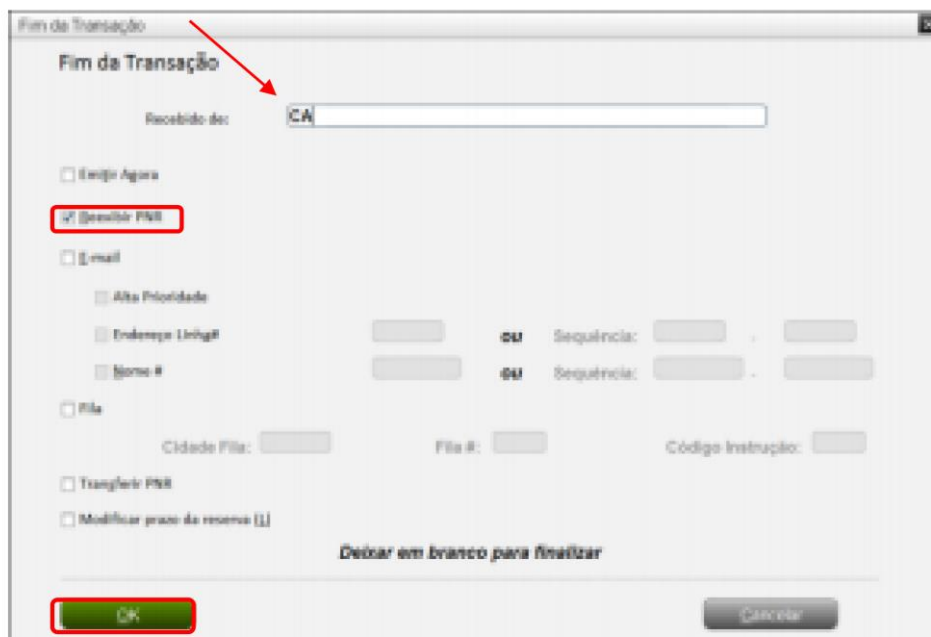 Fim da Transação
Fim da Transação
Recebido de: CA
Emitir Agora
Reexibir PNR
E-mail
Alta Prioridade
Endereço Linha#
OU Sequência: .
Nome #
OU Sequência: .
Fila
Cidade Fila: Fila #: Código Instrução:
Transferir PNR
Modificar prazo da reserva (1)
Deixar em branco para finalizar
OK Cancelar